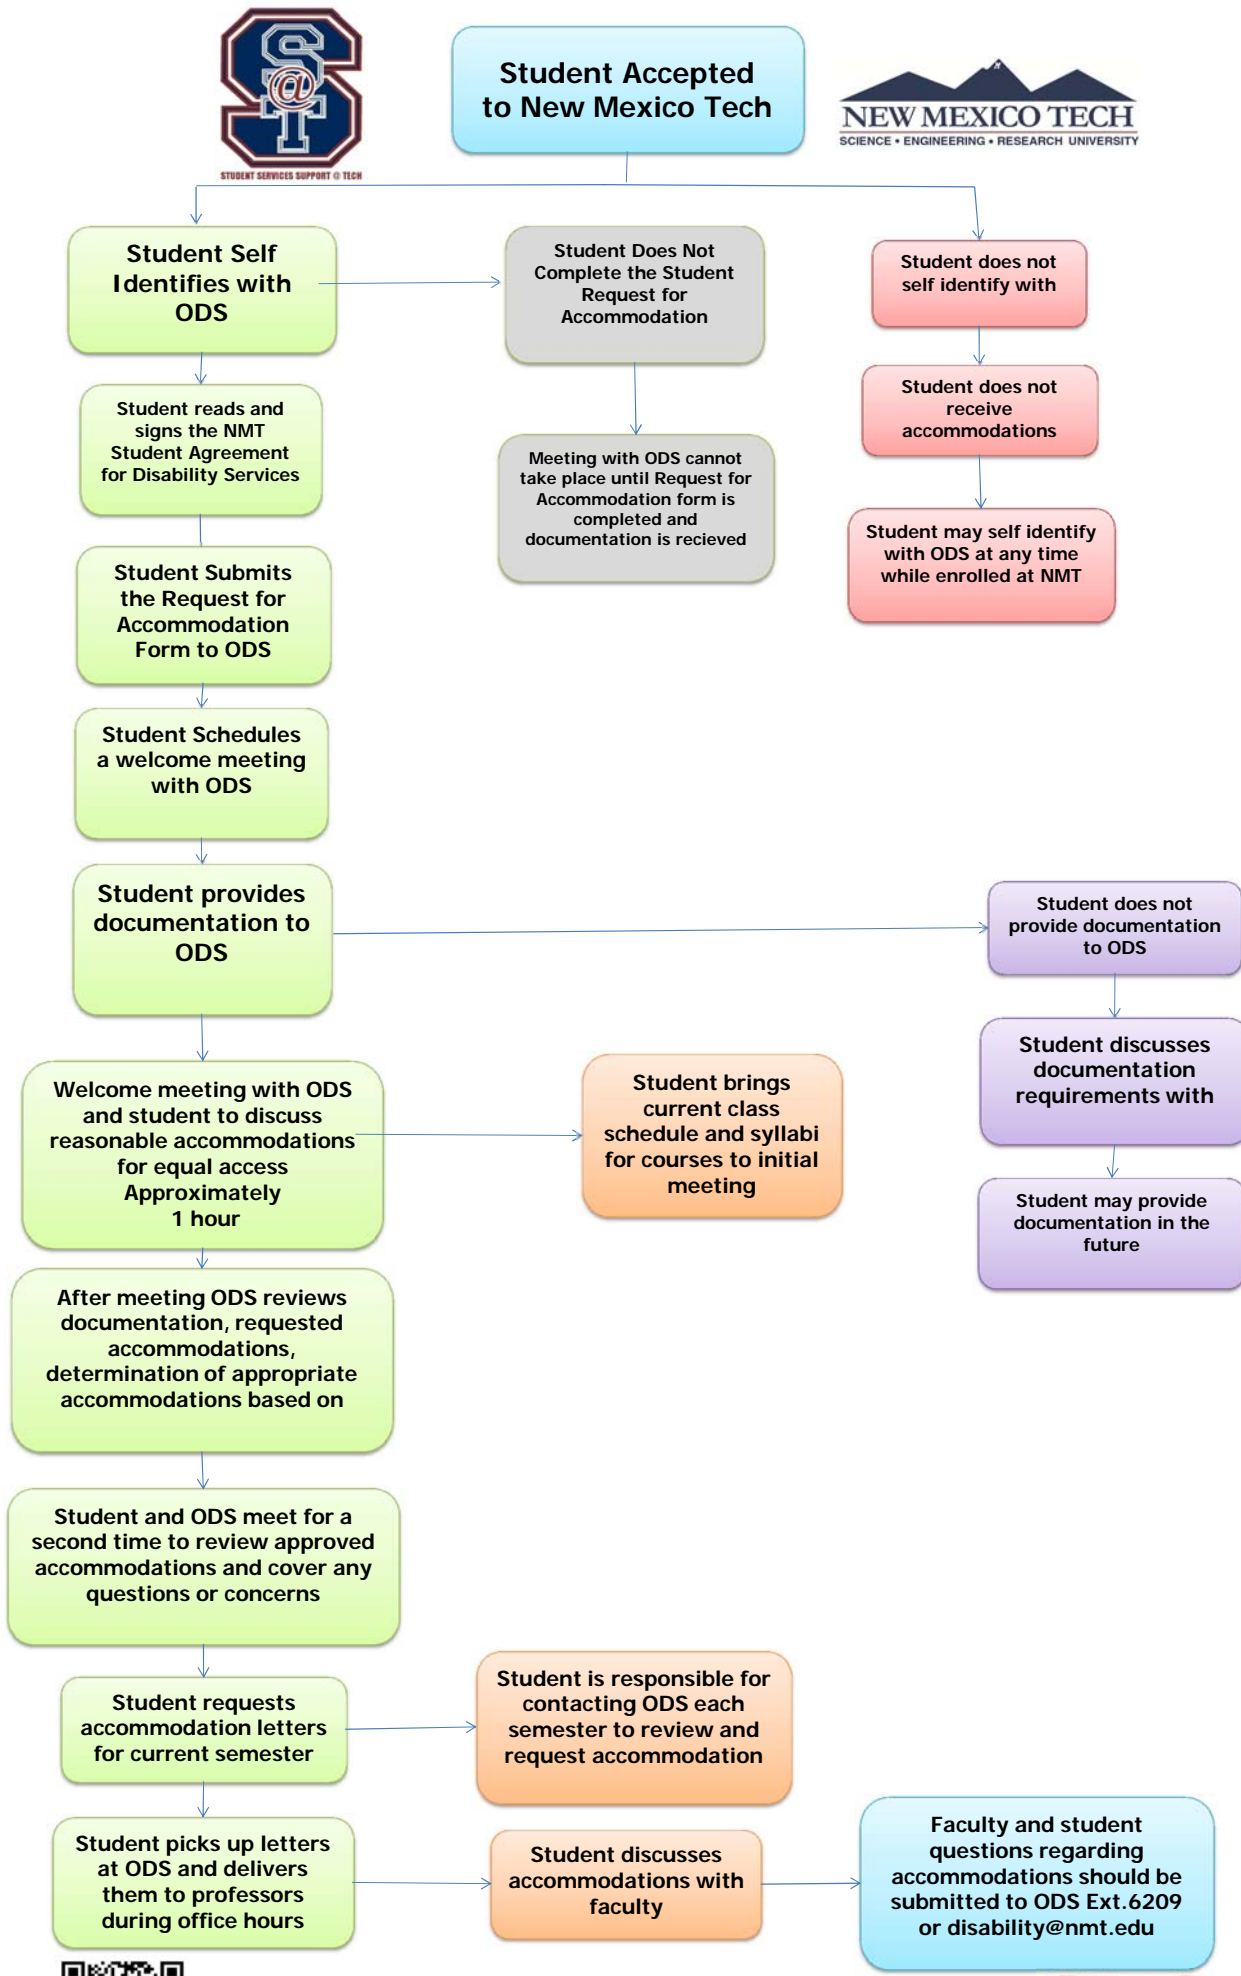 S@T
STUDENT SERVICES SUPPORT @ TECH
Student Accepted
to New Mexico Tech
NEW MEXICO TECH
SCIENCE • ENGINEERING • RESEARCH UNIVERSITY
Student Self
Identifies with
ODS
Student Does Not
Complete the Student
Request for
Accommodation
Student does not
self identify with
Student reads and
signs the NMT
Student Agreement
for Disability Services
Meeting with ODS cannot
take place until Request for
Accommodation form is
completed and
documentation is recieved
Student does not
receive
accommodations
Student may self identify
with ODS at any time
while enrolled at NMT
Student Submits
the Request for
Accommodation
Form to ODS
Student Schedules
a welcome meeting
with ODS
Student provides
documentation to
ODS
Student does not
provide documentation
to ODS
Student discusses
documentation
requirements with
Student may provide
documentation in the
future
Welcome meeting with ODS
and student to discuss
reasonable accommodations
for equal access
Approximately
1 hour
Student brings
current class
schedule and syllabi
for courses to initial
meeting
After meeting ODS reviews
documentation, requested
accommodations,
determination of appropriate
accommodations based on
Student and ODS meet for a
second time to review approved
accommodations and cover any
questions or concerns
Student requests
accommodation letters
for current semester
Student is responsible for
contacting ODS each
semester to review and
request accommodation
Student picks up letters
at ODS and delivers
them to professors
during office hours
Student discusses
accommodations with
faculty
Faculty and student
questions regarding
accommodations should be
submitted to ODS Ext.6209
or disability@nmt.edu